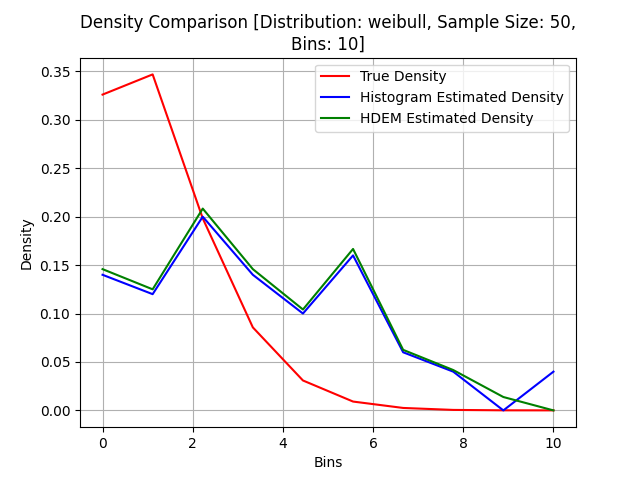 Density Comparison [Distribution: weibull, Sample Size: 50,
Bins: 10]
True Density
Histogram Estimated Density
HDEM Estimated Density
Density
0.35
0.30
0.25
0.20
0.15
0.10
0.05
0.00
0 2 4 6 8 10
Bins